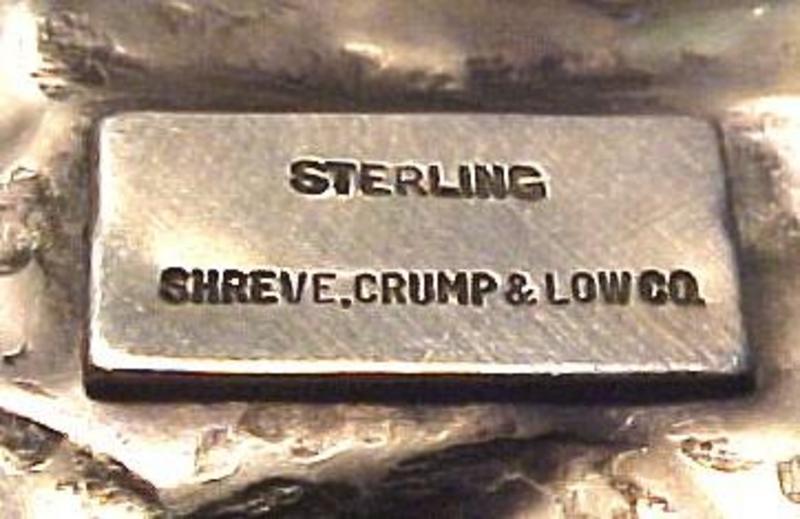 STERLING
SHREVE, CRUMP & LOW CO.